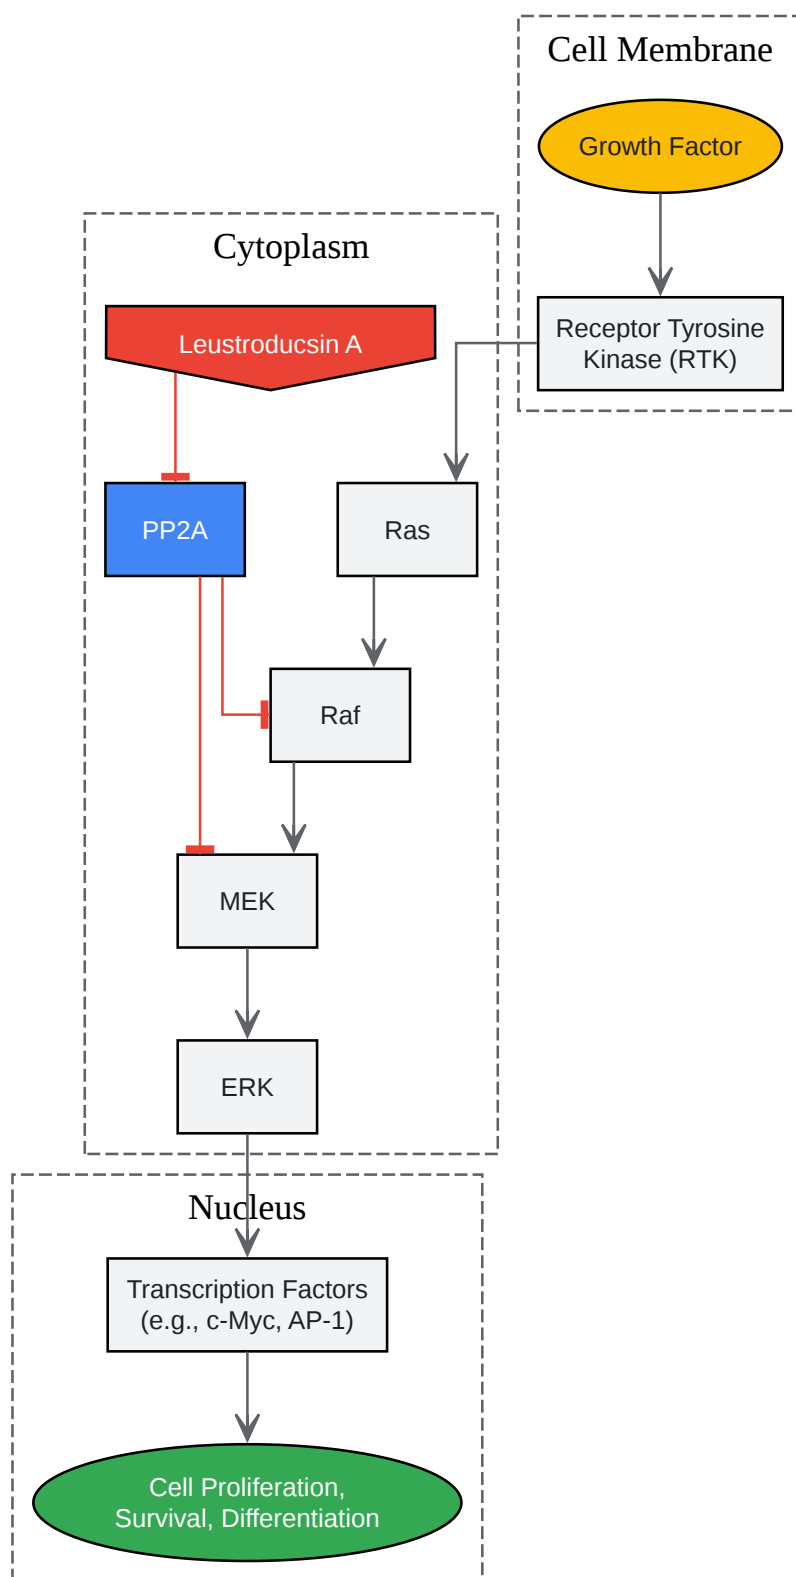 Cell Membrane
Growth Factor
Receptor Tyrosine
Kinase (RTK)
Cytoplasm
Leustroducsin A
PP2A
Ras
Raf
MEK
ERK
Nucleus
Transcription Factors
(e.g., c-Myc, AP-1)
Cell Proliferation,
Survival, Differentiation